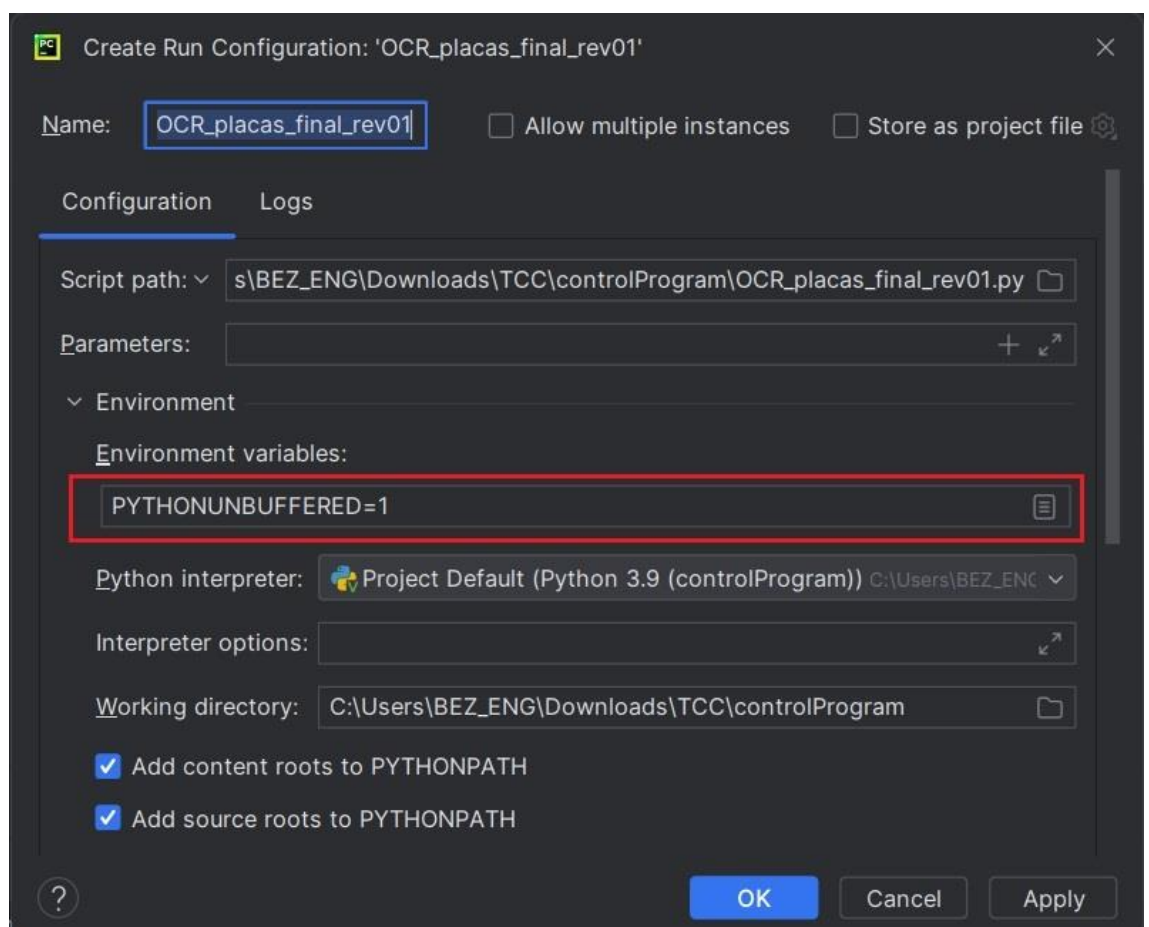 PC Create Run Configuration: 'OCR_placas_final_rev01'
Name: OCR_placas_final_rev01 Allow multiple instances Store as project file
Configuration Logs
Script path: s\BEZ_ENG\Downloads\TCC\controlProgram\OCR_placas_final_rev01.py
Parameters:
Environment
Environment variables:
PYTHONUNBUFFERED=1
Python interpreter: Project Default (Python 3.9 (controlProgram)) C:\Users\BEZ_ENG
Interpreter options:
Working directory: C:\Users\BEZ_ENG\Downloads\TCC\controlProgram
Add content roots to PYTHONPATH
Add source roots to PYTHONPATH
? OK Cancel Apply